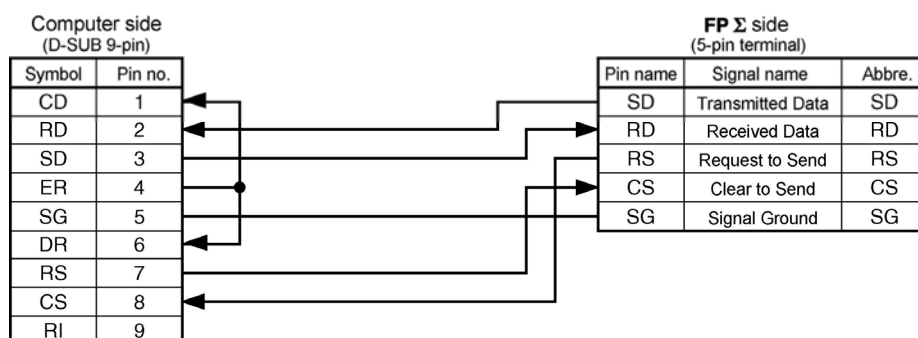 Computer side
(D-SUB 9-pin)
Symbol Pin no.
CD 1
RD 2
SD 3
ER 4
SG 5
DR 6
RS 7
CS 8
RI 9
FP Σ side
(5-pin terminal)
Pin name Signal name Abbre.
SD Transmitted Data SD
RD Received Data RD
RS Request to Send RS
CS Clear to Send CS
SG Signal Ground SG